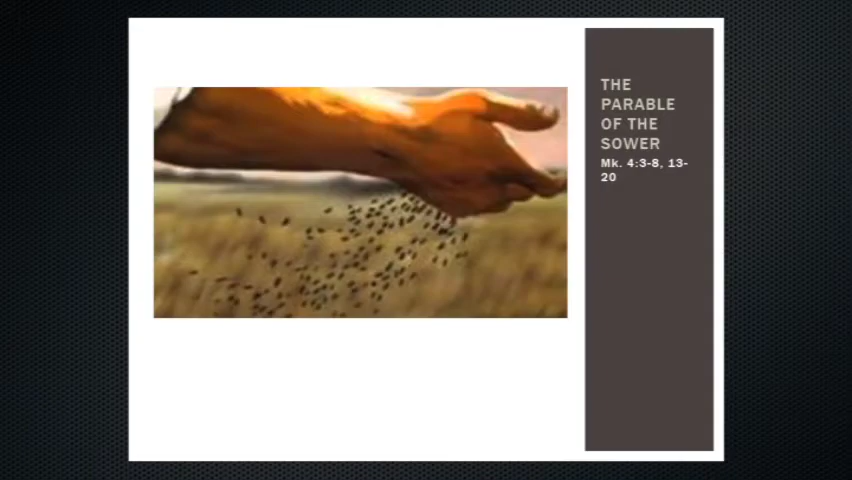 THE
PARABLE
OF THE
SOWER
Mk. 4:3-8, 13-
20